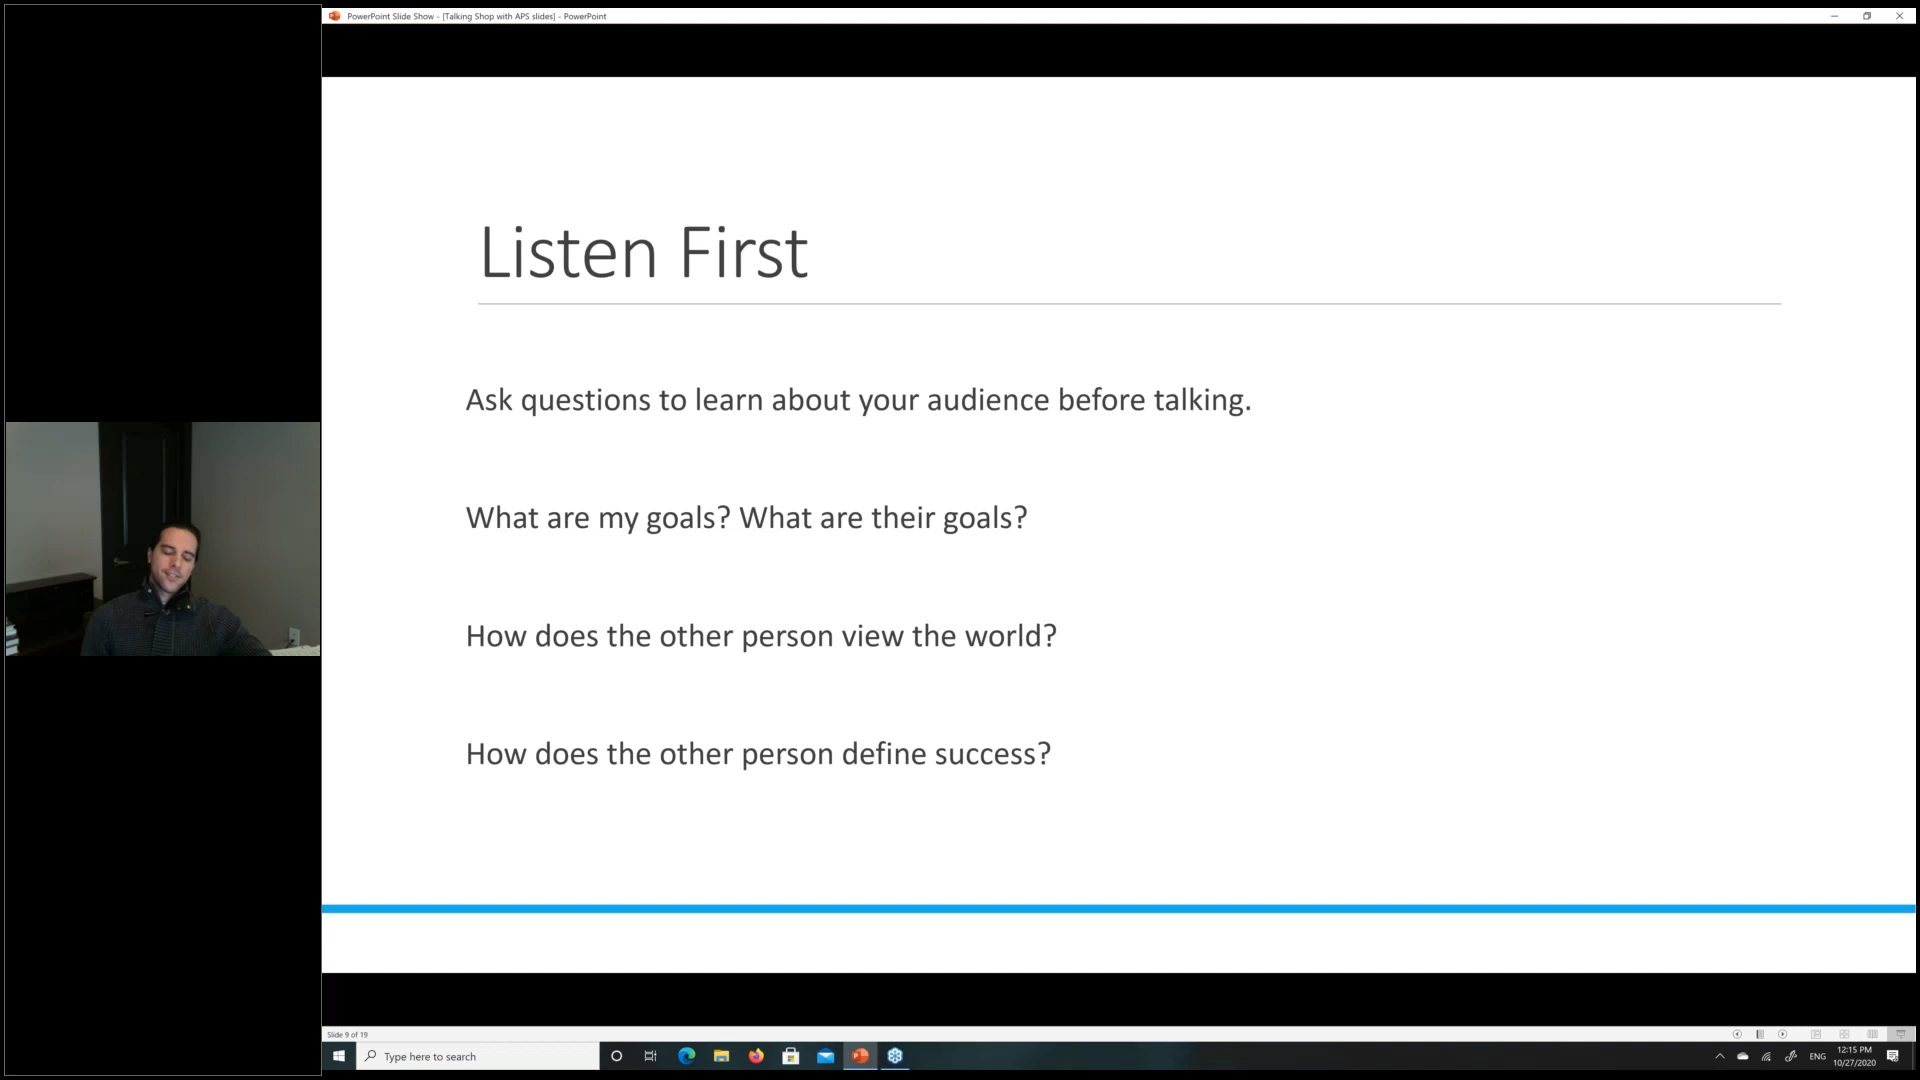 PowerPoint Slide Show - [Talking Shop with APS slides] - PowerPoint
Listen First
Ask questions to learn about your audience before talking.
What are my goals? What are their goals?
How does the other person view the world?
How does the other person define success?
Slide 9 of 19
Type here to search
ENG
12:15 PM
10/27/2020